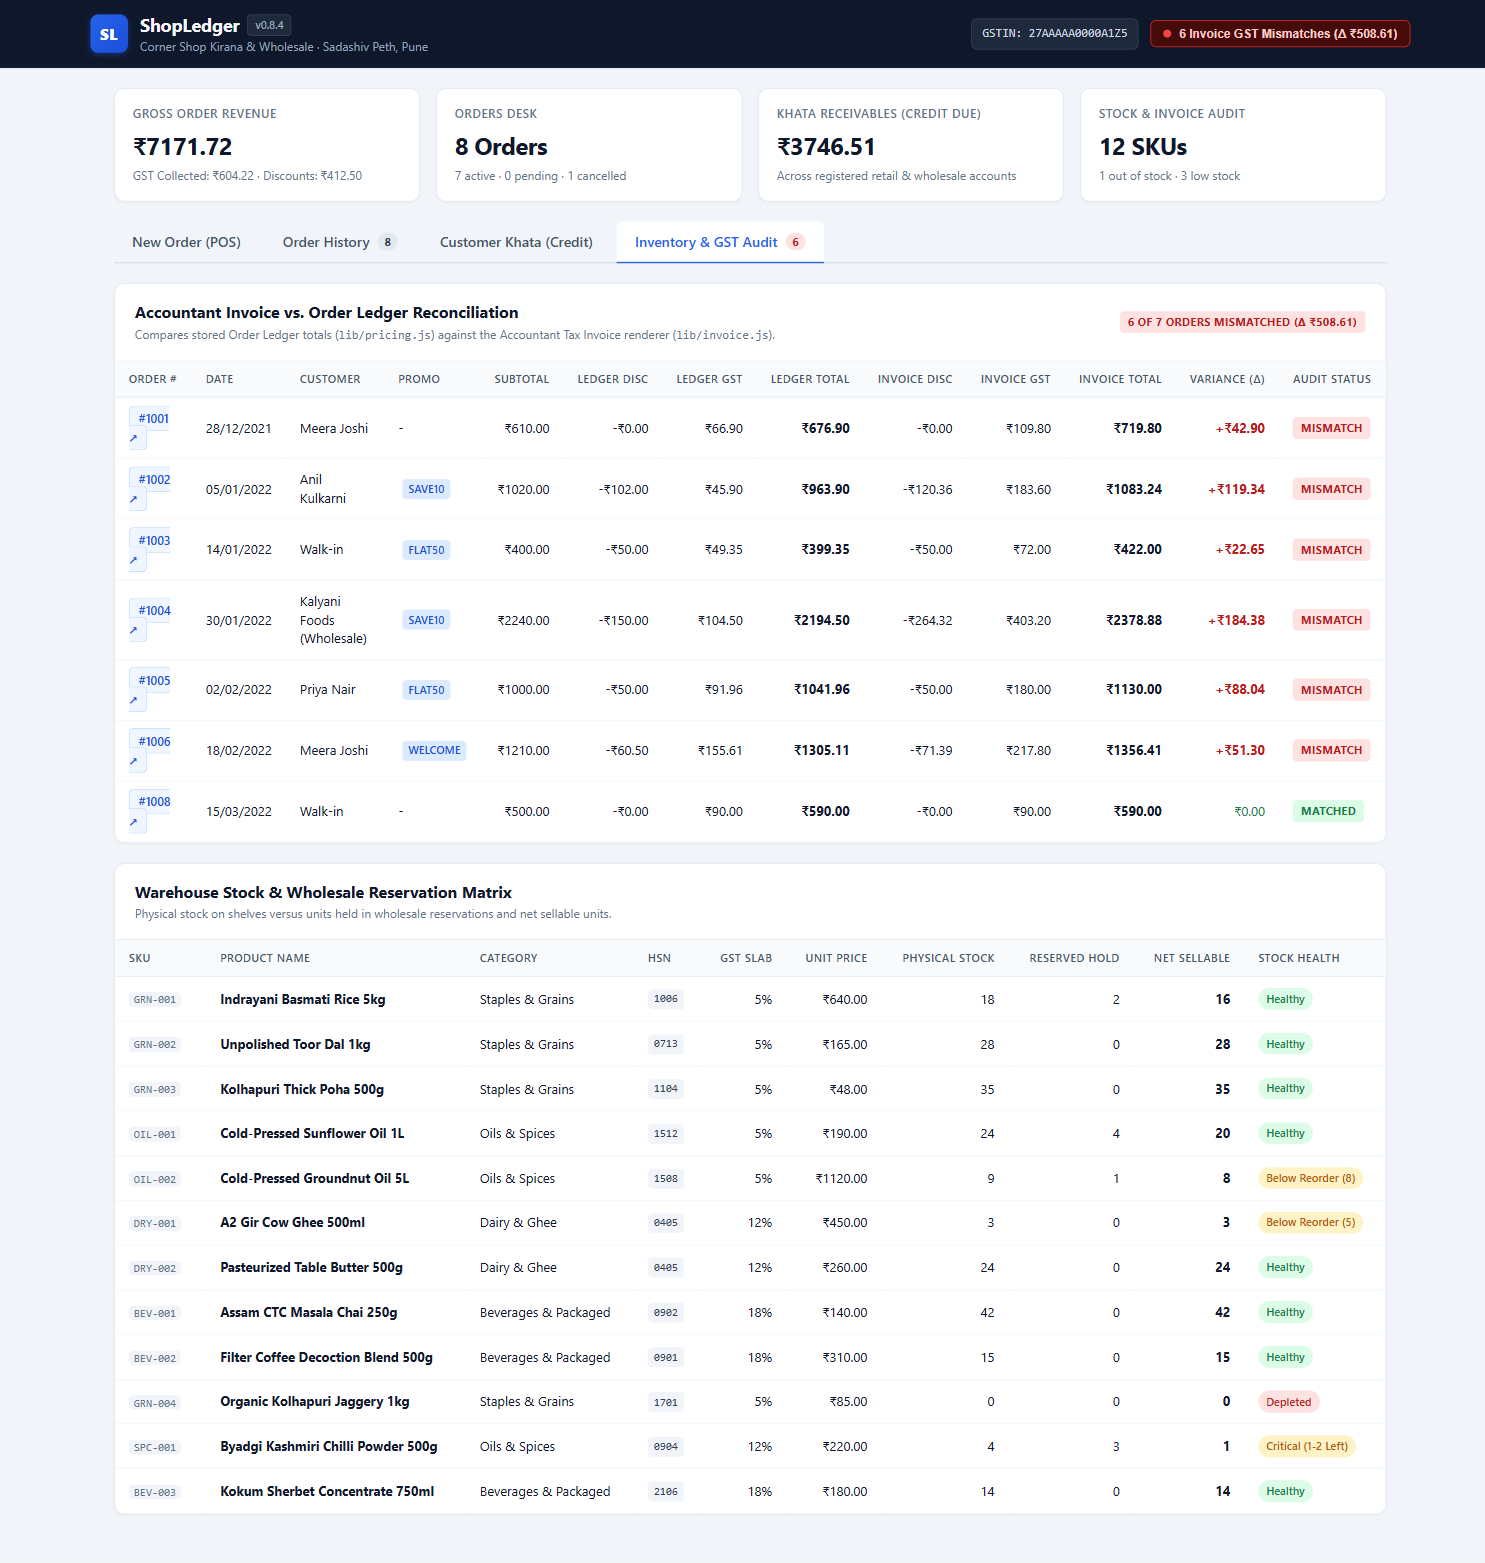 SL
ShopLedger v0.8.4
Corner Shop Kirana & Wholesale · Sadashiv Peth, Pune
GSTIN: 27AAAAA0000A1Z5
6 Invoice GST Mismatches (Δ ₹508.61)
GROSS ORDER REVENUE
₹7171.72
GST Collected: ₹604.22 · Discounts: ₹412.50
ORDERS DESK
8 Orders
7 active · 0 pending · 1 cancelled
KHATA RECEIVABLES (CREDIT DUE)
₹3746.51
Across registered retail & wholesale accounts
STOCK & INVOICE AUDIT
12 SKUs
1 out of stock · 3 low stock
New Order (POS) Order History 8 Customer Khata (Credit) Inventory & GST Audit 6
Accountant Invoice vs. Order Ledger Reconciliation
Compares stored Order Ledger totals (lib/pricing.js) against the Accountant Tax Invoice renderer (lib/invoice.js).
6 OF 7 ORDERS MISMATCHED (Δ ₹508.61)
ORDER # DATE CUSTOMER PROMO SUBTOTAL LEDGER DISC LEDGER GST LEDGER TOTAL INVOICE DISC INVOICE GST INVOICE TOTAL VARIANCE (Δ) AUDIT STATUS
#1001 ↗ 28/12/2021 Meera Joshi - ₹610.00 -₹0.00 ₹66.90 ₹676.90 -₹0.00 ₹109.80 ₹719.80 +₹42.90 MISMATCH
#1002 ↗ 05/01/2022 Anil Kulkarni SAVE10 ₹1020.00 -₹102.00 ₹45.90 ₹963.90 -₹120.36 ₹183.60 ₹1083.24 +₹119.34 MISMATCH
#1003 ↗ 14/01/2022 Walk-in FLAT50 ₹400.00 -₹50.00 ₹49.35 ₹399.35 -₹50.00 ₹72.00 ₹422.00 +₹22.65 MISMATCH
#1004 ↗ 30/01/2022 Kalyani Foods (Wholesale) SAVE10 ₹2240.00 -₹150.00 ₹104.50 ₹2194.50 -₹264.32 ₹403.20 ₹2378.88 +₹184.38 MISMATCH
#1005 ↗ 02/02/2022 Priya Nair FLAT50 ₹1000.00 -₹50.00 ₹91.96 ₹1041.96 -₹50.00 ₹180.00 ₹1130.00 +₹88.04 MISMATCH
#1006 ↗ 18/02/2022 Meera Joshi WELCOME ₹1210.00 -₹60.50 ₹155.61 ₹1305.11 -₹71.39 ₹217.80 ₹1356.41 +₹51.30 MISMATCH
#1008 ↗ 15/03/2022 Walk-in - ₹500.00 -₹0.00 ₹90.00 ₹590.00 -₹0.00 ₹90.00 ₹590.00 ₹0.00 MATCHED
Warehouse Stock & Wholesale Reservation Matrix
Physical stock on shelves versus units held in wholesale reservations and net sellable units.
SKU PRODUCT NAME CATEGORY HSN GST SLAB UNIT PRICE PHYSICAL STOCK RESERVED HOLD NET SELLABLE STOCK HEALTH
GRN-001 Indrayani Basmati Rice 5kg Staples & Grains 1006 5% ₹640.00 18 2 16 Healthy
GRN-002 Unpolished Toor Dal 1kg Staples & Grains 0713 5% ₹165.00 28 0 28 Healthy
GRN-003 Kolhapuri Thick Poha 500g Staples & Grains 1104 5% ₹48.00 35 0 35 Healthy
OIL-001 Cold-Pressed Sunflower Oil 1L Oils & Spices 1512 5% ₹190.00 24 4 20 Healthy
OIL-002 Cold-Pressed Groundnut Oil 5L Oils & Spices 1508 5% ₹1120.00 9 1 8 Below Reorder (8)
DRY-001 A2 Gir Cow Ghee 500ml Dairy & Ghee 0405 12% ₹450.00 3 0 3 Below Reorder (5)
DRY-002 Pasteurized Table Butter 500g Dairy & Ghee 0405 12% ₹260.00 24 0 24 Healthy
BEV-001 Assam CTC Masala Chai 250g Beverages & Packaged 0902 18% ₹140.00 42 0 42 Healthy
BEV-002 Filter Coffee Decoction Blend 500g Beverages & Packaged 0901 18% ₹310.00 15 0 15 Healthy
GRN-004 Organic Kolhapuri Jaggery 1kg Staples & Grains 1701 5% ₹85.00 0 0 0 Depleted
SPC-001 Byadgi Kashmiri Chilli Powder 500g Oils & Spices 0904 12% ₹220.00 4 3 1 Critical (1-2 Left)
BEV-003 Kokum Sherbet Concentrate 750ml Beverages & Packaged 2106 18% ₹180.00 14 0 14 Healthy